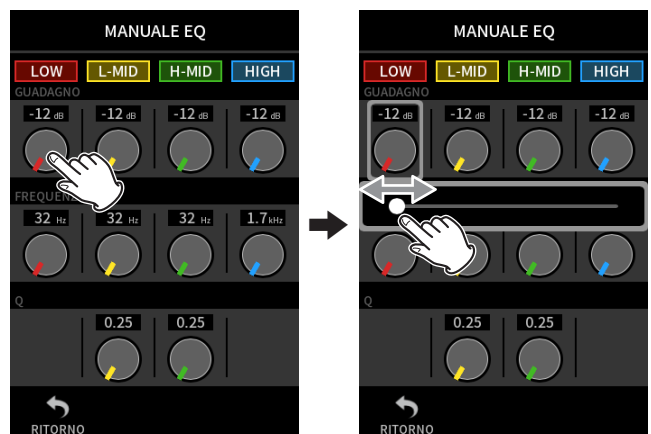 MANUALE EQ
LOW L-MID H-MID HIGH
GUADAGNO
-12 dB -12 dB -12 dB -12 dB
FREQUEN
32 Hz 32 Hz 32 Hz 1.7 kHz
Q
0.25 0.25
RITORNO
MANUALE EQ
LOW L-MID H-MID HIGH
GUADAGNO
-12 dB -12 dB -12 dB -12 dB
Q
0.25 0.25
RITORNO